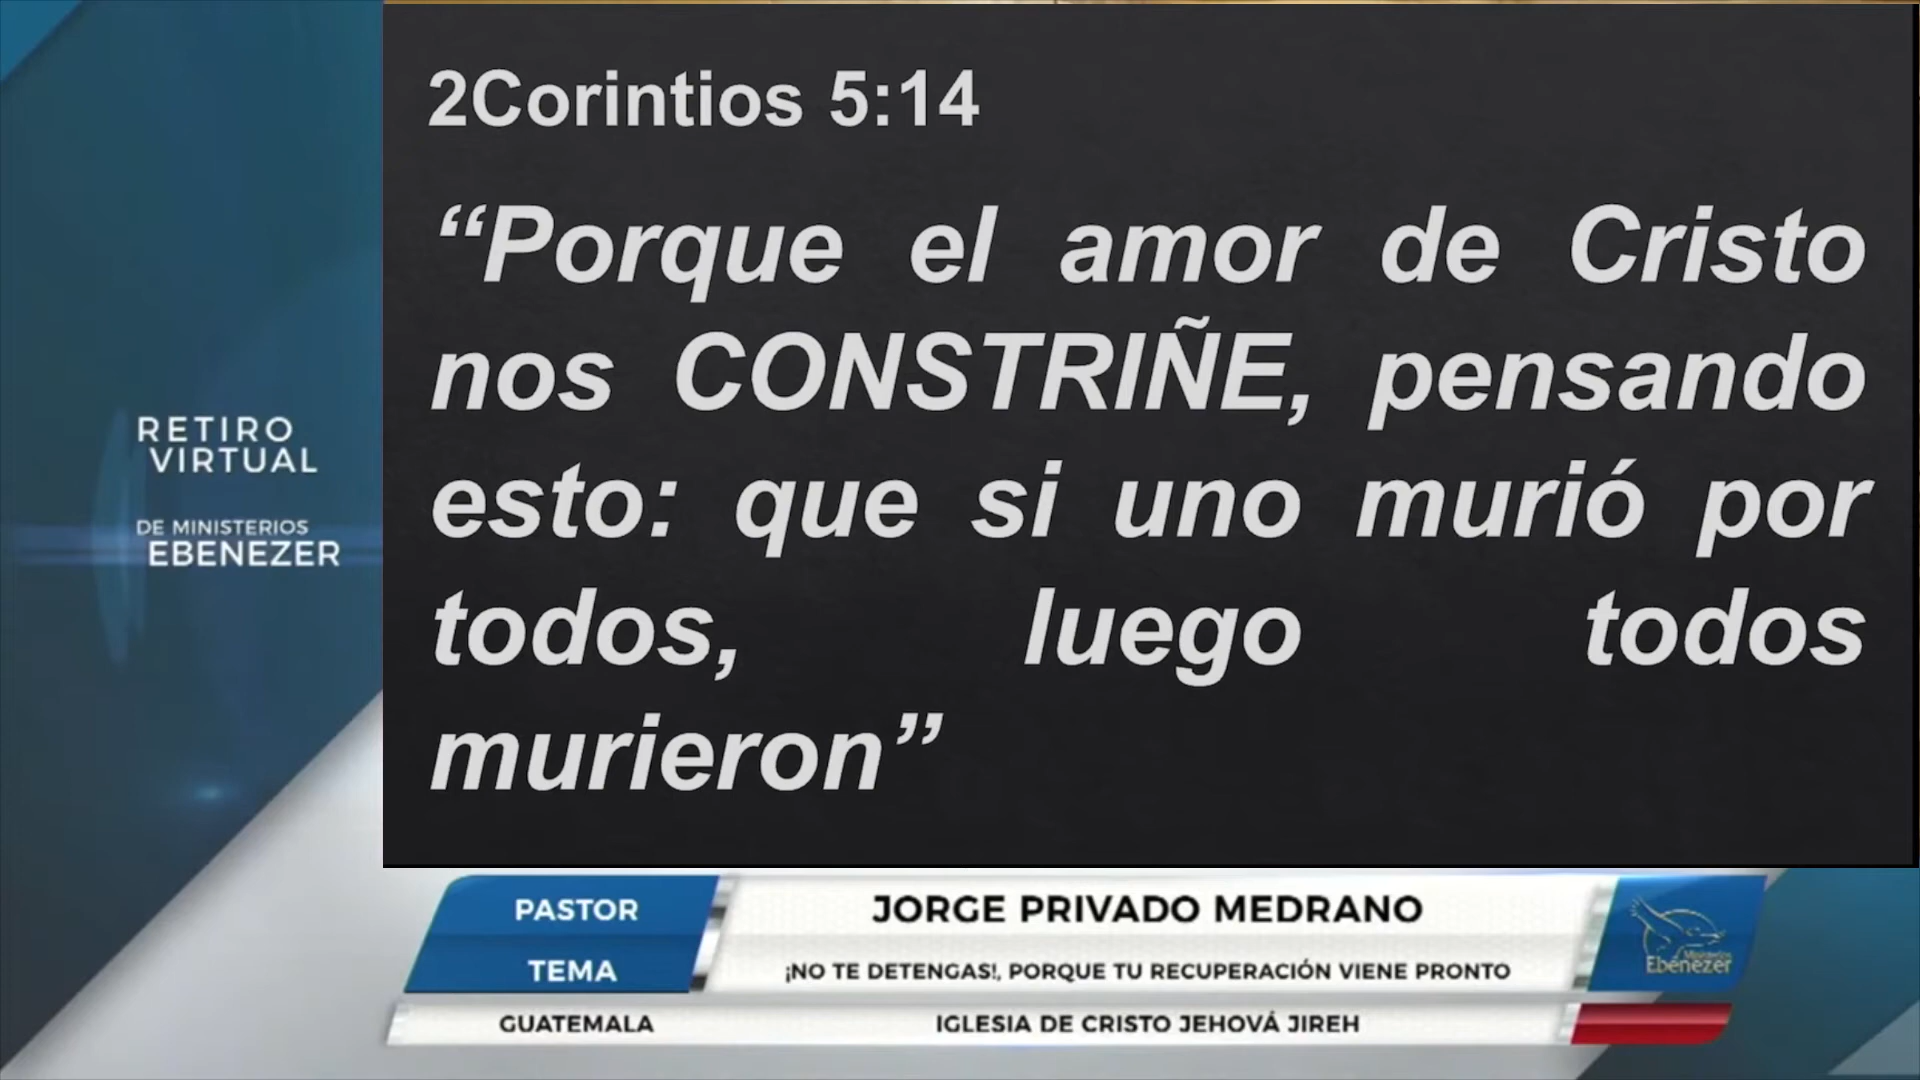 RETIRO
VIRTUAL
DE MINISTERIOS
EBENEZER
2Corintios 5:14
“Porque el amor de Cristo
nos CONSTRIÑE, pensando
esto: que si uno murió por
todos, luego todos
murieron”
PASTOR
JORGE PRIVADO MEDRANO
TEMA
¡NO TE DETENGAS!, PORQUE TU RECUPERACIÓN VIENE PRONTO
GUATEMALA
IGLESIA DE CRISTO JEHOVÁ JIREH
Ministerios
Ebenezer